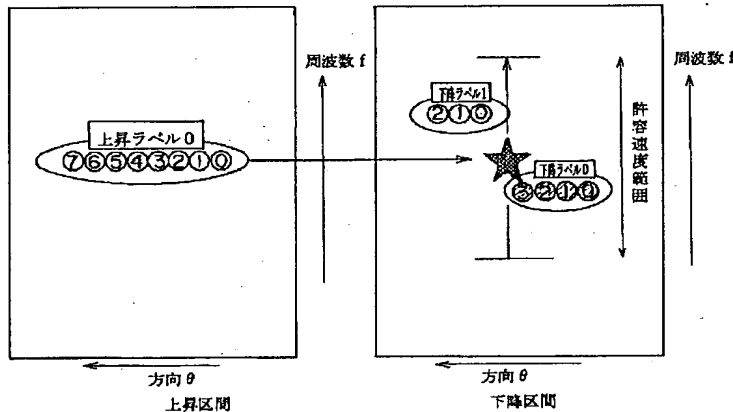 周波数 f
上昇ラベル 0
⑦⑥⑤④③②①⓪
方向 θ
上昇区間
周波数 f
下降ラベル1
②①⓪
下降ラベル0
③②①⓪
許容速度範囲
方向 θ
下降区間